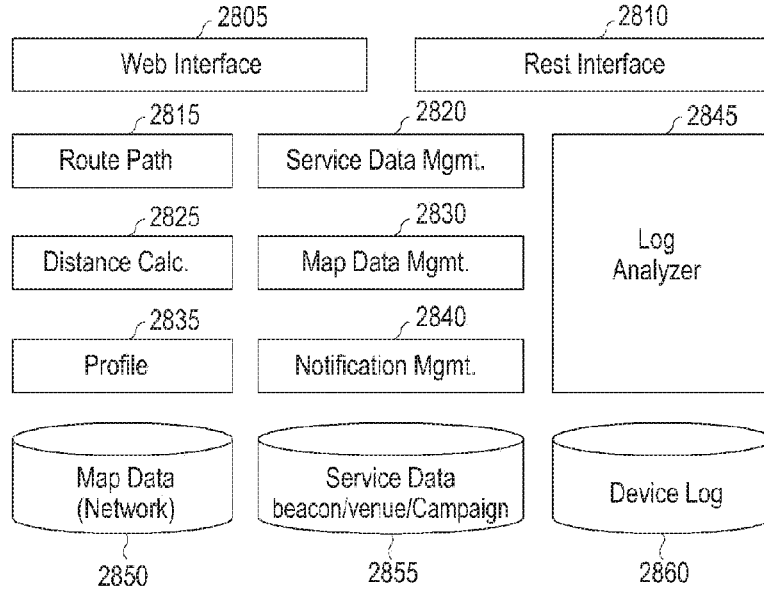 2805
2810
Web Interface
Rest Interface
2815
2820
2845
Route Path
Service Data Mgmt.
2825
2830
Distance Calc.
Map Data Mgmt.
Log
Analyzer
2835
2840
Profile
Notification Mgmt.
Map Data
(Network)
Service Data
beacon/venue/Campaign
Device Log
2850
2855
2860